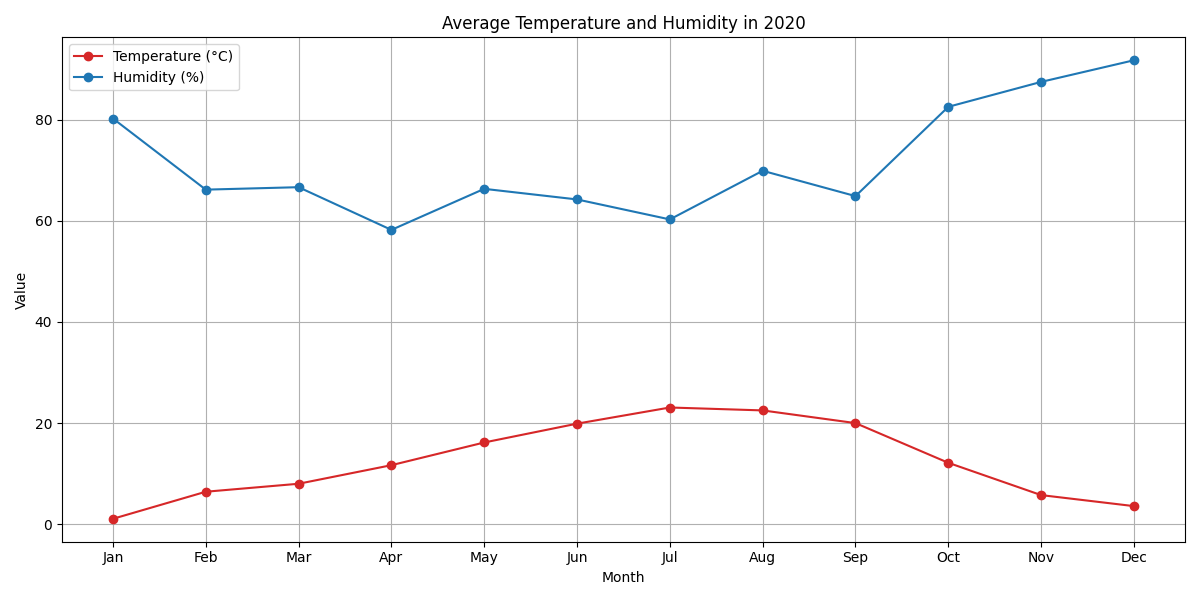 Average Temperature and Humidity in 2020
Temperature (°C)
Humidity (%)
Value
80
60
40
20
0
Jan Feb Mar Apr May Jun Jul Aug Sep Oct Nov Dec
Month